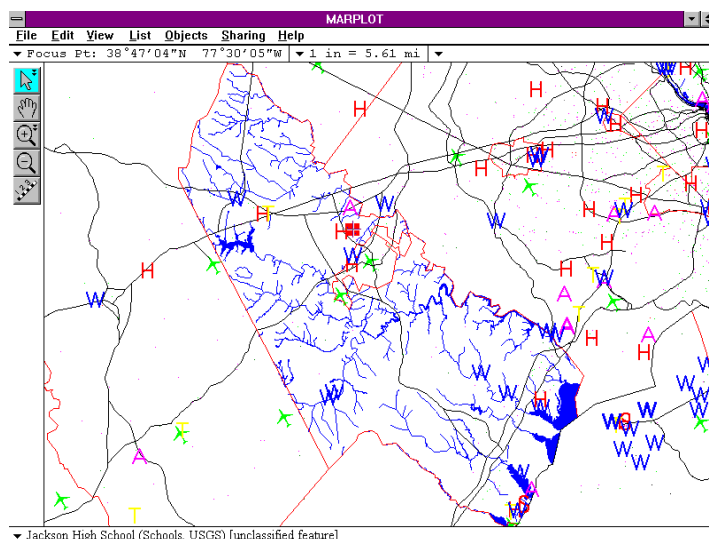 MARPLOT
File Edit View List Objects Sharing Help
Focus Pt: 38°47'04"N 77°30'05"W 1 in = 5.61 mi
Jackson High School (Schools, USGS) [unclassified feature]